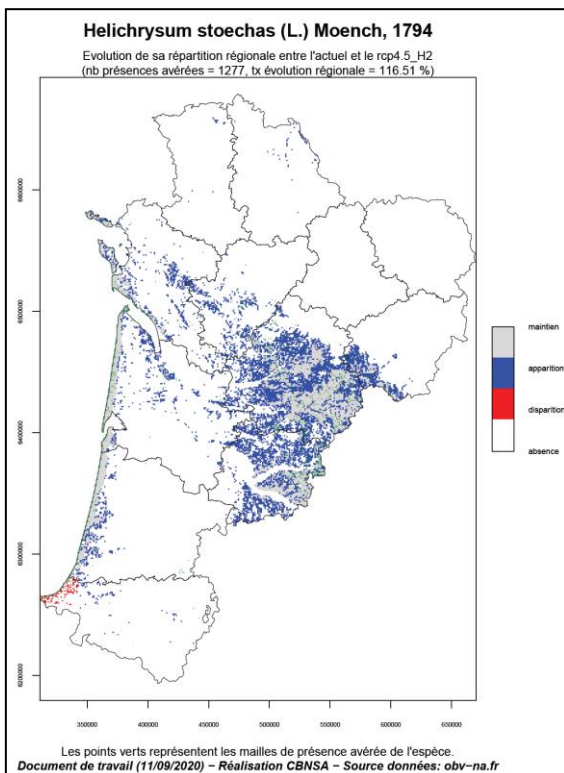 Helichrysum stoechas (L.) Moench, 1794
Evolution de sa répartition régionale entre l'actuel et le rcp4.5_H2
(nb présences avérées = 1277, tx évolution régionale = 116.51 %)
6600000
6500000
6400000
6300000
6200000
350000 400000 450000 500000 550000 600000 650000
maintien
apparition
disparition
absence
Les points verts représentent les mailles de présence avérée de l'espèce.
Document de travail (11/09/2020) − Réalisation CBNSA − Source données: obv−na.fr